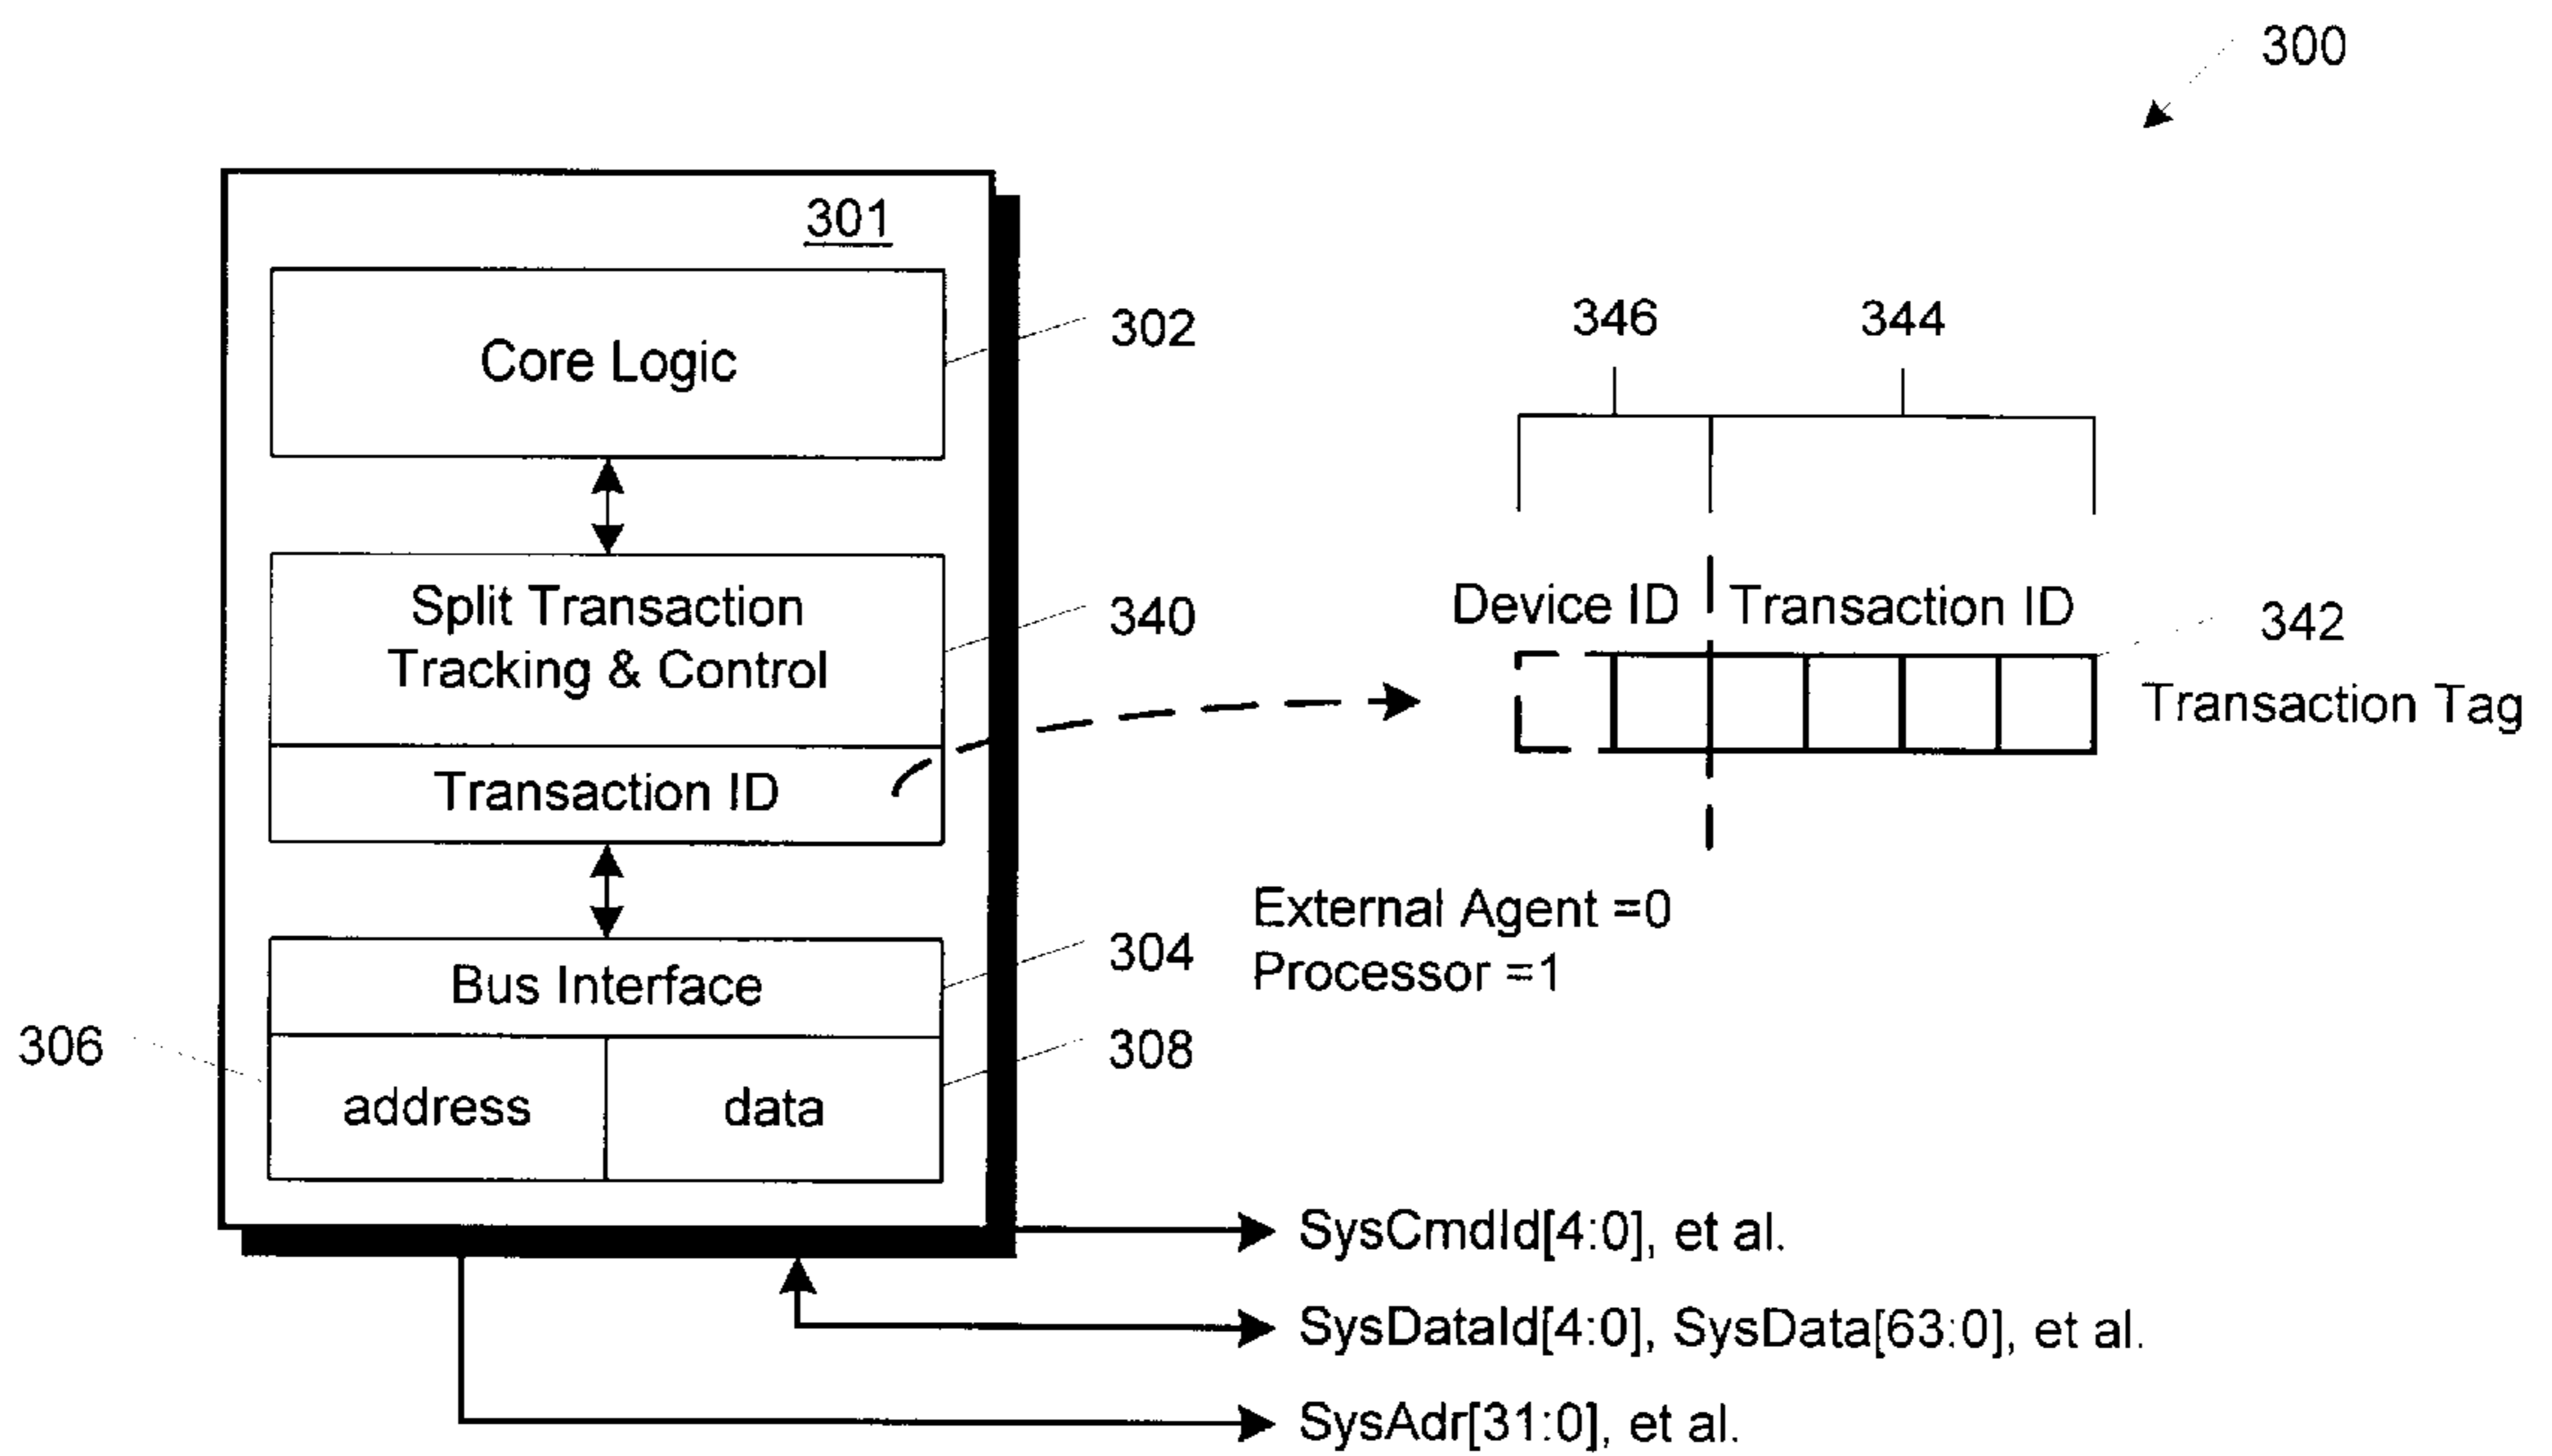 300
301
Core Logic
302
346
344
Split Transaction
Tracking & Control
340
Device ID
Transaction ID
342
Transaction Tag
Transaction ID
External Agent =0
Processor =1
Bus Interface
304
306
308
address
data
SysCmdId[4:0], et al.
SysDataId[4:0], SysData[63:0], et al.
SysAdr[31:0], et al.